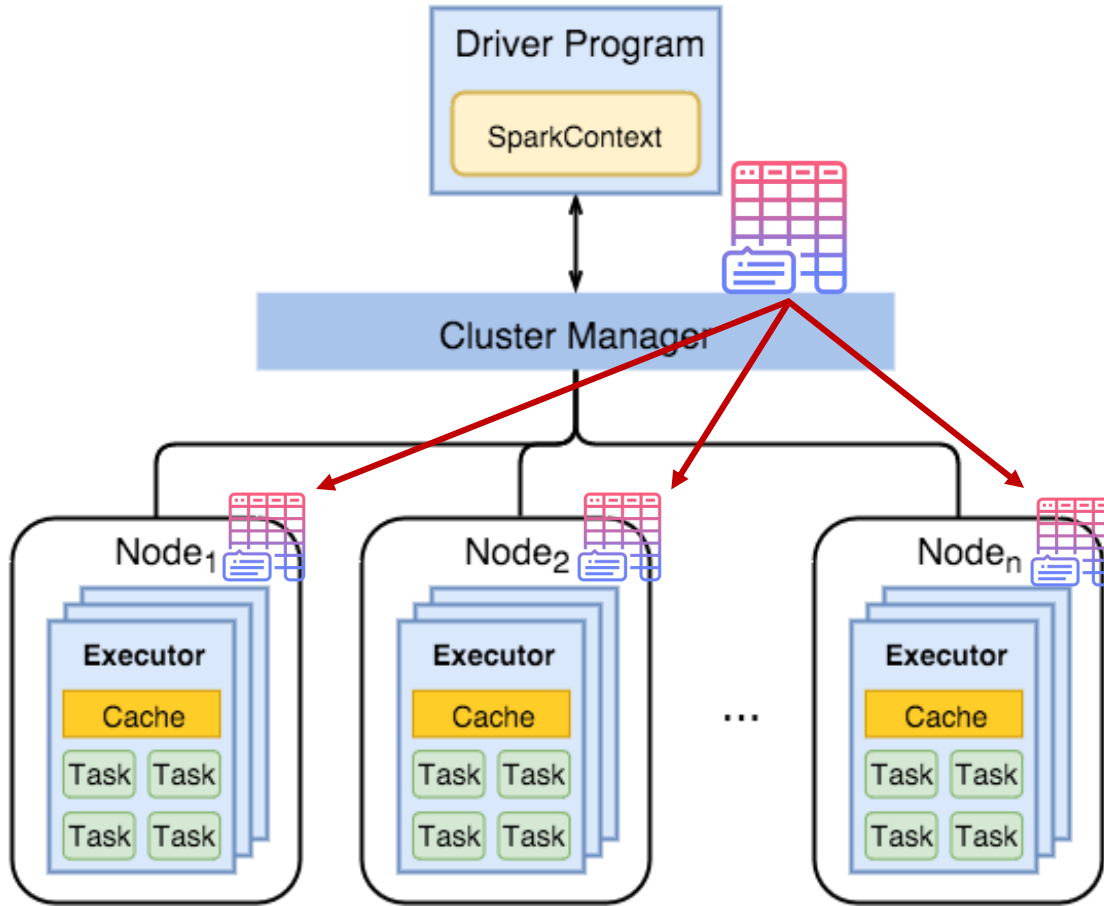 Driver Program
SparkContext
Cluster Manager
Node1 Node2 Noden
Executor Executor Executor
Cache Cache ... Cache
Task Task Task Task Task Task
Task Task Task Task Task Task